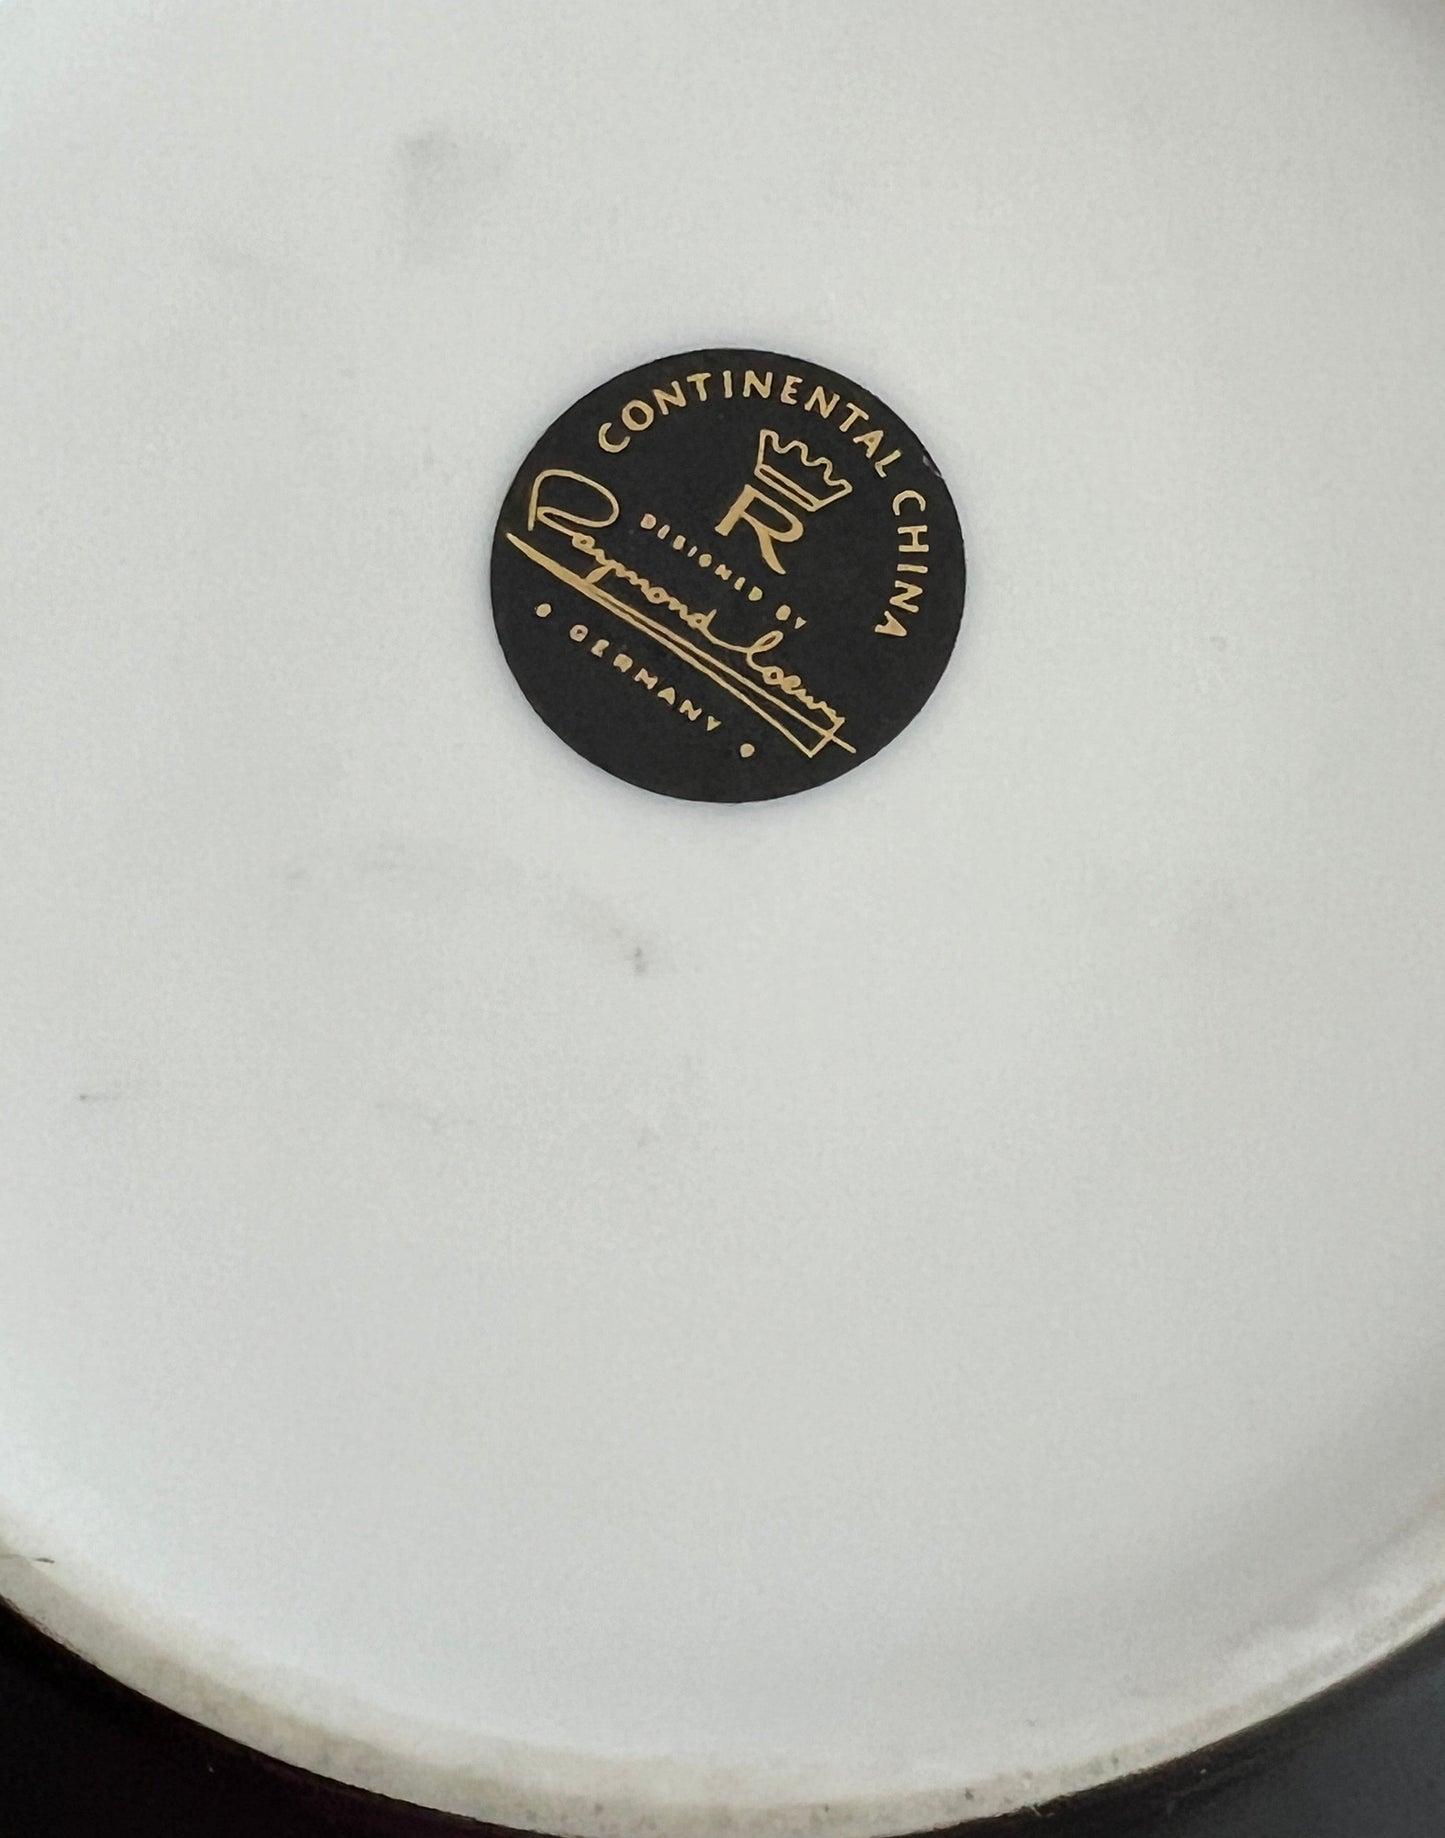 CONTINENTAL CHINA
R
DESIGNED BY
Raymond Loewy
• GERMANY •